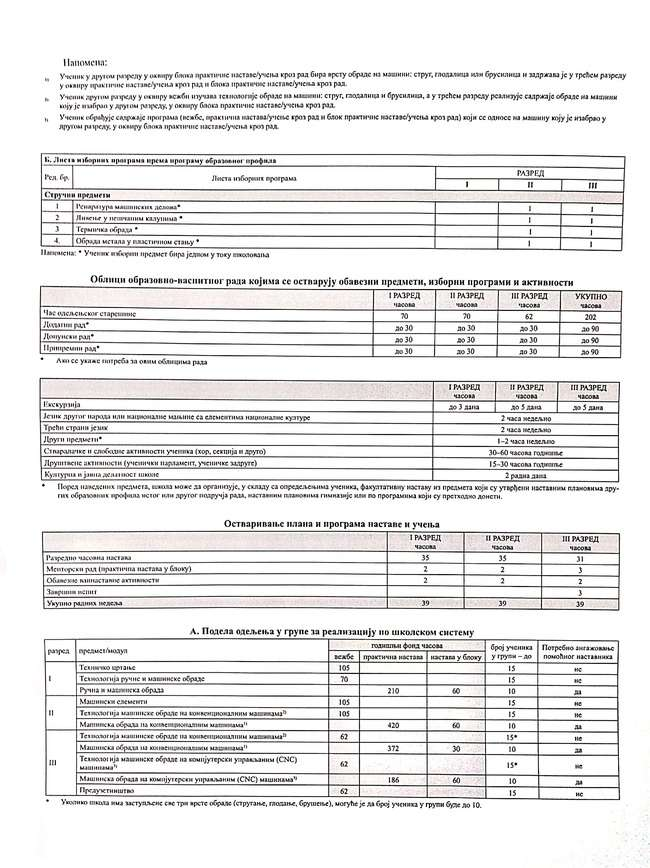 Напомена:
1) Ученик у другом разреду у оквиру блока практичне наставе/учења кроз рад бира врсту обраде на машини: струг, глодалица или брусилица и задржава је у трећем разреду
у оквиру практичне наставе/учења кроз рад и блока практичне наставе/учења кроз рад.
2) Ученик другом разреду у оквиру вежби изучава технологије обраде на машини: струг, глодалица и брусилица, а у трећем разреду реализује садржаје обраде на машини
коју је изабрао у другом разреду, у оквиру блока практичне наставе/учења кроз рад.
3) Ученик обрађује садржаје програма (вежбе, практична настава/учење кроз рад и блок практичне наставе/учења кроз рад) који се односе на машину коју је изабрао у
другом разреду, у оквиру блока практичне наставе/учења кроз рад.
Б. Листа изборних програма према програму образовног профила
Ред. бр. Листа изборних програма РАЗРЕД
I II III
Стручни предмети
1 Репаратура машинских делова* 1 1
2 Ливење у пешчаним калупима * 1 1
3 Термичка обрада * 1 1
4. Обрада метала у пластичном стању * 1 1
Напомена: * Ученик изборни предмет бира једном у току школовања
Облици образовно-васпитног рада којима се остварују обавезни предмети, изборни програми и активности
I РАЗРЕД часова II РАЗРЕД часова III РАЗРЕД часова УКУПНО часова
Час одељењског старешине 70 70 62 202
Додатни рад* до 30 до 30 до 30 до 90
Допунски рад* до 30 до 30 до 30 до 90
Припремни рад* до 30 до 30 до 30 до 90
* Ако се укаже потреба за овим облицима рада
I РАЗРЕД часова II РАЗРЕД часова III РАЗРЕД часова
Екскурзија до 3 дана до 5 дана до 5 дана
Језик другог народа или националне мањине са елементима националне културе 2 часа недељно
Трећи страни језик 2 часа недељно
Други предмети* 1–2 часа недељно
Стваралачке и слободне активности ученика (хор, секција и друго) 30–60 часова годишње
Друштвене активности (ученички парламент, ученичке задруге) 15–30 часова годишње
Културна и јавна делатност школе 2 радна дана
* Поред наведених предмета, школа може да организује, у складу са опредељењима ученика, факултативну наставу из предмета који су утврђени наставним плановима дру-
гих образовних профила истог или другог подручја рада, наставним плановима гимназије или по програмима који су претходно донети.
Остваривање плана и програма наставе и учења
I РАЗРЕД часова II РАЗРЕД часова III РАЗРЕД часова
Разредно часовна настава 35 35 31
Менторски рад (практична настава у блоку) 2 2 3
Обавезне ваннаставне активности 2 2 2
Завршни испит 3
Укупно радних недеља 39 39 39
А. Подела одељења у групе за реализацију по школском систему
разред предмет/модул годишњи фонд часова број ученика у групи – до Потребно ангажовање помоћног наставника
вежбе практична настава настава у блоку
I Техничко цртање 105 15 не
Технологија ручне и машинске обраде 70 15 не
Ручна и машинска обрада 210 60 10 да
II Машински елементи 105 15 не
Технологија машинске обраде на конвенционалним машинама2) 105 15 не
Машинска обрада на конвенционалним машинама1) 420 60 10 да
III Технологија машинске обраде на конвенционалним машинама2) 62 15* не
Машинска обрада на конвенционалним машинама1) 372 30 10 да
Технологија машинске обраде на компјутерски управљаним (CNC)
машинама3) 62 15* не
Машинска обрада на компјутерски управљаним (CNC) машинама3) 186 60 10 да
Предузетништво 62 15 не
* Уколико школа има заступљене све три врсте обраде (стругање, глодање, брушење), могуће је да број ученика у групи буде до 10.